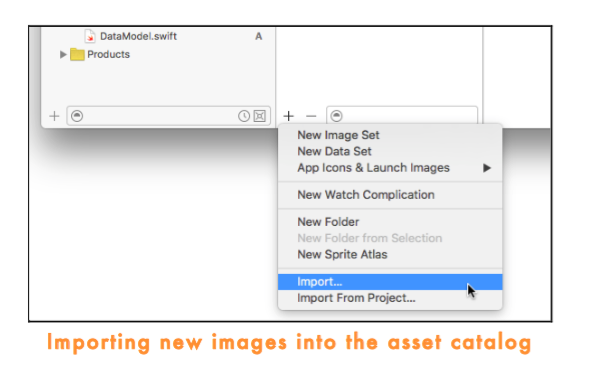 DataModel.swift A
Products
New Image Set
New Data Set
App Icons & Launch Images
New Watch Complication
New Folder
New Folder from Selection
New Sprite Atlas
Import...
Import From Project...
Importing new images into the asset catalog